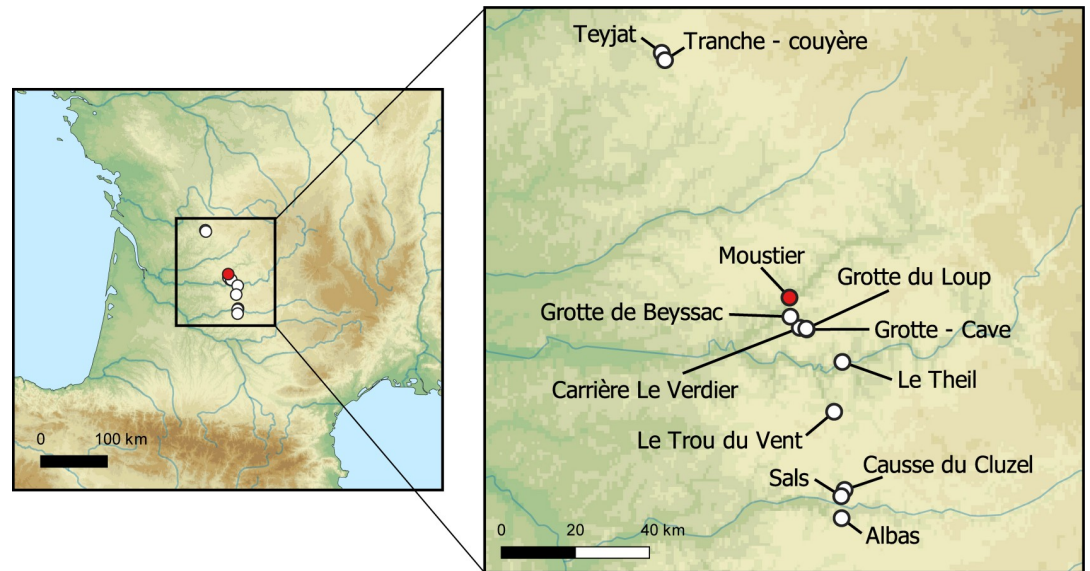 Teyjat
Tranche - couyère
Moustier
Grotte du Loup
Grotte de Beyssac
Grotte - Cave
Carrière Le Verdier
Le Theil
Le Trou du Vent
Causse du Cluzel
Sals
Albas
0 100 km
0 20 40 km